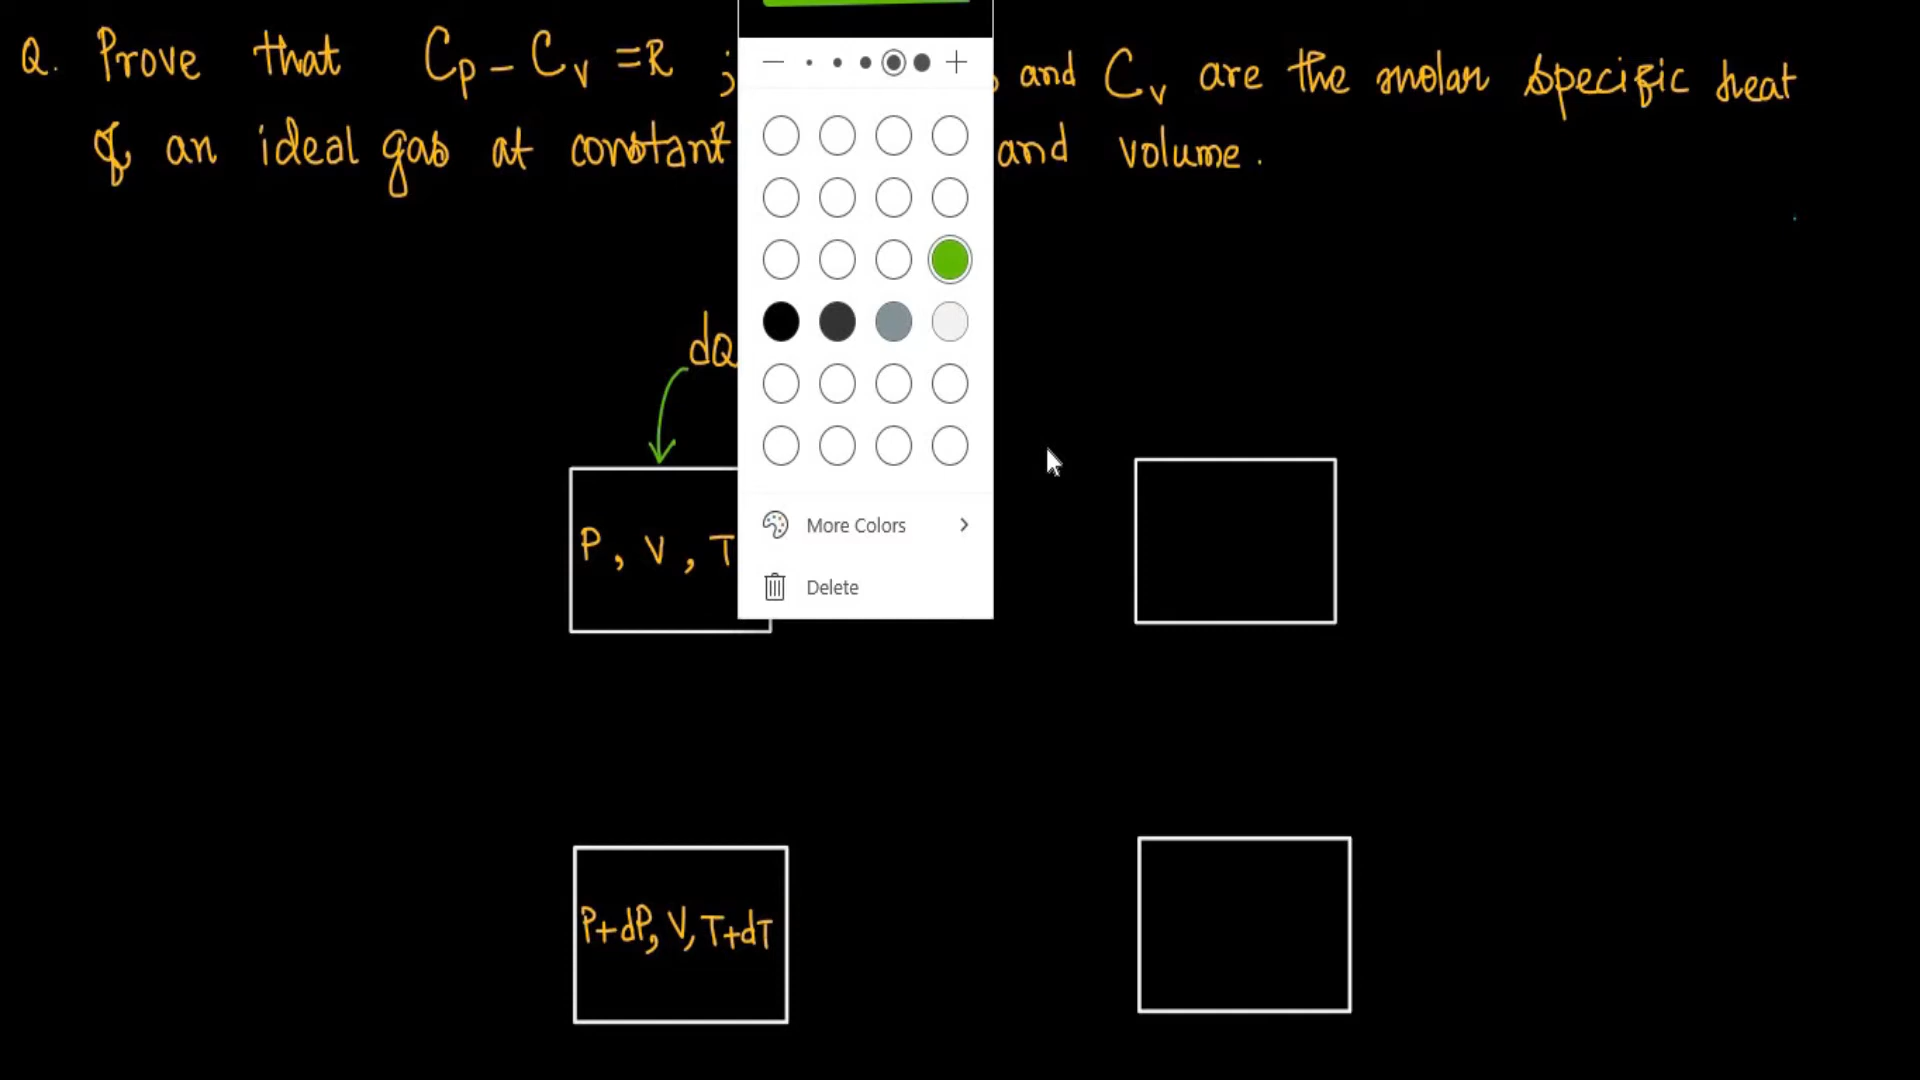 Q. Prove that Cp - Cv = R ; and Cv are the molar specific heat
of an ideal gas at constant and volume.
dQ
P, V, T
More Colors
Delete
P+dP, V, T+dT